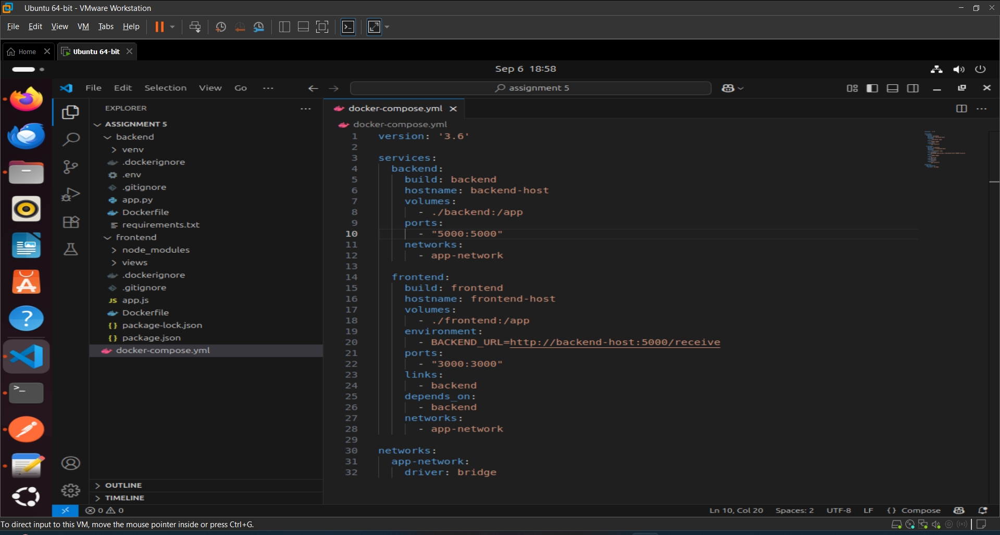 Ubuntu 64-bit - VMware Workstation
File Edit View VM Tabs Help
Home
Ubuntu 64-bit
Sep 6 18:58
File Edit Selection View Go ···
assignment 5
EXPLORER
ASSIGNMENT 5
backend
venv
.dockerignore
.env
.gitignore
app.py
Dockerfile
requirements.txt
frontend
node_modules
views
.dockerignore
.gitignore
JS app.js
Dockerfile
{} package-lock.json
{} package.json
docker-compose.yml
OUTLINE
TIMELINE
docker-compose.yml
docker-compose.yml
1 version: '3.6'
2
3 services:
4 backend:
5 build: backend
6 hostname: backend-host
7 volumes:
8 - ./backend:/app
9 ports:
10 - "5000:5000"
11 networks:
12 - app-network
13
14 frontend:
15 build: frontend
16 hostname: frontend-host
17 volumes:
18 - ./frontend:/app
19 environment:
20 - BACKEND_URL=http://backend-host:5000/receive
21 ports:
22 - "3000:3000"
23 links:
24 - backend
25 depends_on:
26 - backend
27 networks:
28 - app-network
29
30 networks:
31 app-network:
32 driver: bridge
0 0
Ln 10, Col 20 Spaces: 2 UTF-8 LF {} Compose
To direct input to this VM, move the mouse pointer inside or press Ctrl+G.